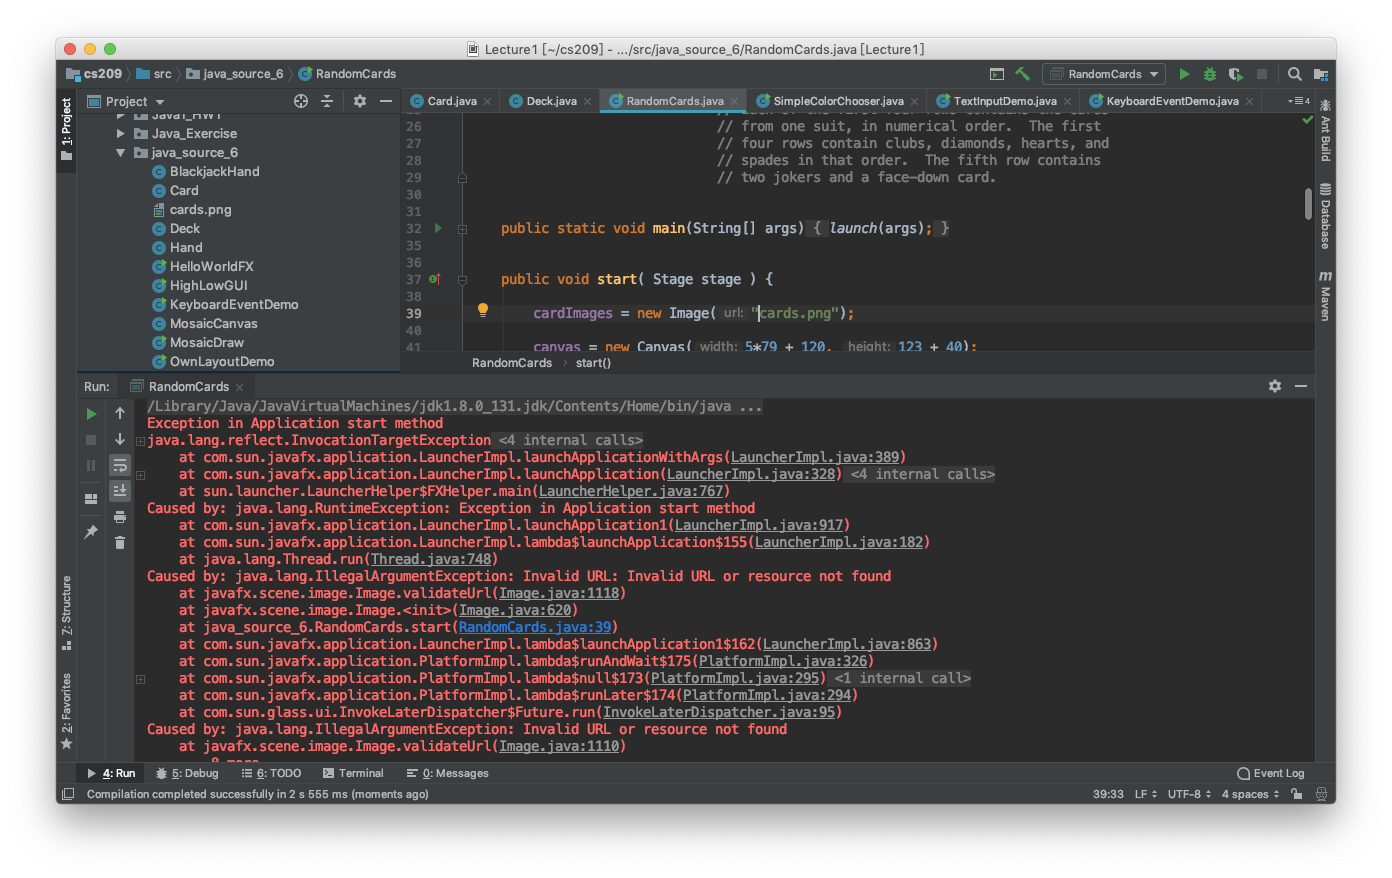 Lecture1 [~/cs209] - .../src/java_source_6/RandomCards.java [Lecture1]
cs209 src java_source_6 RandomCards
RandomCards
1: Project
Project
Card.java Deck.java RandomCards.java SimpleColorChooser.java TextInputDemo.java KeyboardEventDemo.java 4
Java1_HW1
Java_Exercise
java_source_6
BlackjackHand
Card
cards.png
Deck
Hand
HelloWorldFX
HighLowGUI
KeyboardEventDemo
MosaicCanvas
MosaicDraw
OwnLayoutDemo
26 // from one suit, in numerical order.  The first
27 // four rows contain clubs, diamonds, hearts, and
28 // spades in that order.  The fifth row contains
29 // two jokers and a face-down card.
30
31
32 public static void main(String[] args) { launch(args); }
35
36
37 public void start( Stage stage ) {
38
39 cardImages = new Image( url: "cards.png");
40
41 canvas = new Canvas( width: 5*79 + 120, height: 123 + 40);
RandomCards start()
Ant Build
Database
Maven
Run: RandomCards
/Library/Java/JavaVirtualMachines/jdk1.8.0_131.jdk/Contents/Home/bin/java ...
Exception in Application start method
java.lang.reflect.InvocationTargetException <4 internal calls>
at com.sun.javafx.application.LauncherImpl.launchApplicationWithArgs(LauncherImpl.java:389)
at com.sun.javafx.application.LauncherImpl.launchApplication(LauncherImpl.java:328) <4 internal calls>
at sun.launcher.LauncherHelper$FXHelper.main(LauncherHelper.java:767)
Caused by: java.lang.RuntimeException: Exception in Application start method
at com.sun.javafx.application.LauncherImpl.launchApplication1(LauncherImpl.java:917)
at com.sun.javafx.application.LauncherImpl.lambda$launchApplication$155(LauncherImpl.java:182)
at java.lang.Thread.run(Thread.java:748)
Caused by: java.lang.IllegalArgumentException: Invalid URL: Invalid URL or resource not found
at javafx.scene.image.Image.validateUrl(Image.java:1118)
at javafx.scene.image.Image.<init>(Image.java:620)
at java_source_6.RandomCards.start(RandomCards.java:39)
at com.sun.javafx.application.LauncherImpl.lambda$launchApplication1$162(LauncherImpl.java:863)
at com.sun.javafx.application.PlatformImpl.lambda$runAndWait$175(PlatformImpl.java:326)
at com.sun.javafx.application.PlatformImpl.lambda$null$173(PlatformImpl.java:295) <1 internal call>
at com.sun.javafx.application.PlatformImpl.lambda$runLater$174(PlatformImpl.java:294)
at com.sun.glass.ui.InvokeLaterDispatcher$Future.run(InvokeLaterDispatcher.java:95)
Caused by: java.lang.IllegalArgumentException: Invalid URL or resource not found
at javafx.scene.image.Image.validateUrl(Image.java:1110)
Z: Structure
2: Favorites
4: Run 5: Debug 6: TODO Terminal 0: Messages Event Log
Compilation completed successfully in 2 s 555 ms (moments ago) 39:33 LF UTF-8 4 spaces